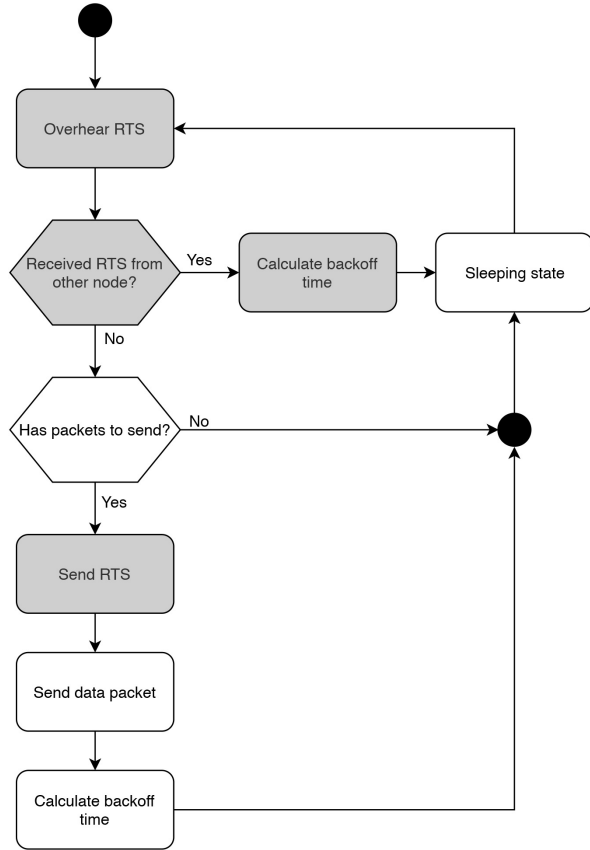 Overhear RTS
Received RTS from
other node?
Yes
Calculate backoff
time
Sleeping state
No
Has packets to send?
No
Yes
Send RTS
Send data packet
Calculate backoff
time